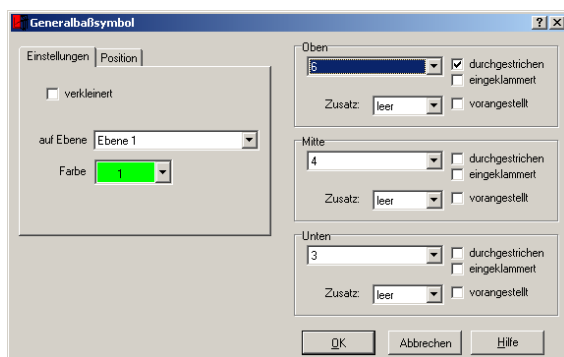 Generalbaßsymbol
Einstellungen Position
verkleinert
auf Ebene Ebene 1
Farbe 1
Oben
6 durchgestrichen
eingeklammert
Zusatz: leer vorangestellt
Mitte
4 durchgestrichen
eingeklammert
Zusatz: leer vorangestellt
Unten
3 durchgestrichen
eingeklammert
Zusatz: leer vorangestellt
OK Abbrechen Hilfe